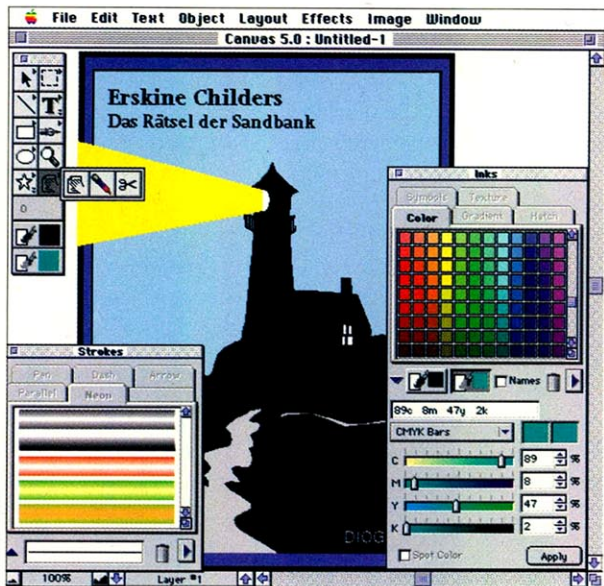 File Edit Text Object Layout Effects Image Window
Canvas 5.0 : Untitled-1
Erskine Childers
Das Rätsel der Sandbank
T
0
Inks
Symbols Texture
Color Gradient Hatch
Names
89c 8m 47y 2k
CMYK Bars
C 89 %
M 8 %
Y 47 %
K 2 %
Spot Color Apply
Strokes
Pen Dash Arrow
Parallel Neon
DIOG
100% Layer #1